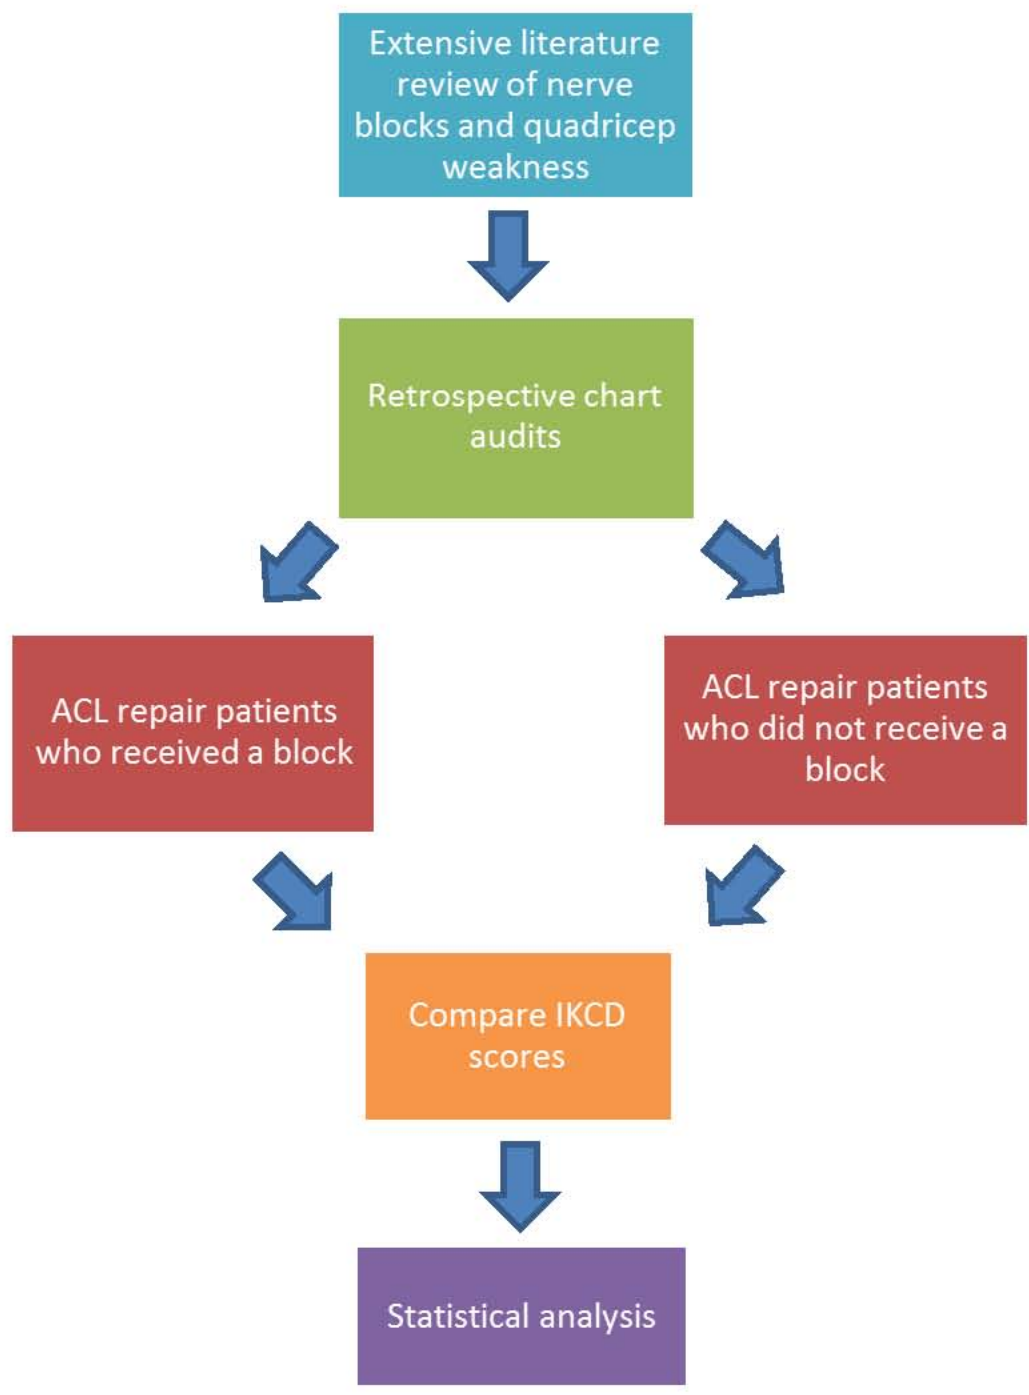 Extensive literature
review of nerve
blocks and quadricep
weakness
Retrospective chart
audits
ACL repair patients
who received a block
ACL repair patients
who did not receive a
block
Compare IKCD
scores
Statistical analysis